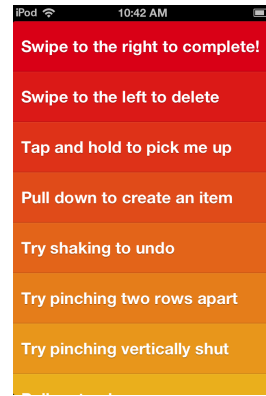 iPod 10:42 AM
Swipe to the right to complete!
Swipe to the left to delete
Tap and hold to pick me up
Pull down to create an item
Try shaking to undo
Try pinching two rows apart
Try pinching vertically shut